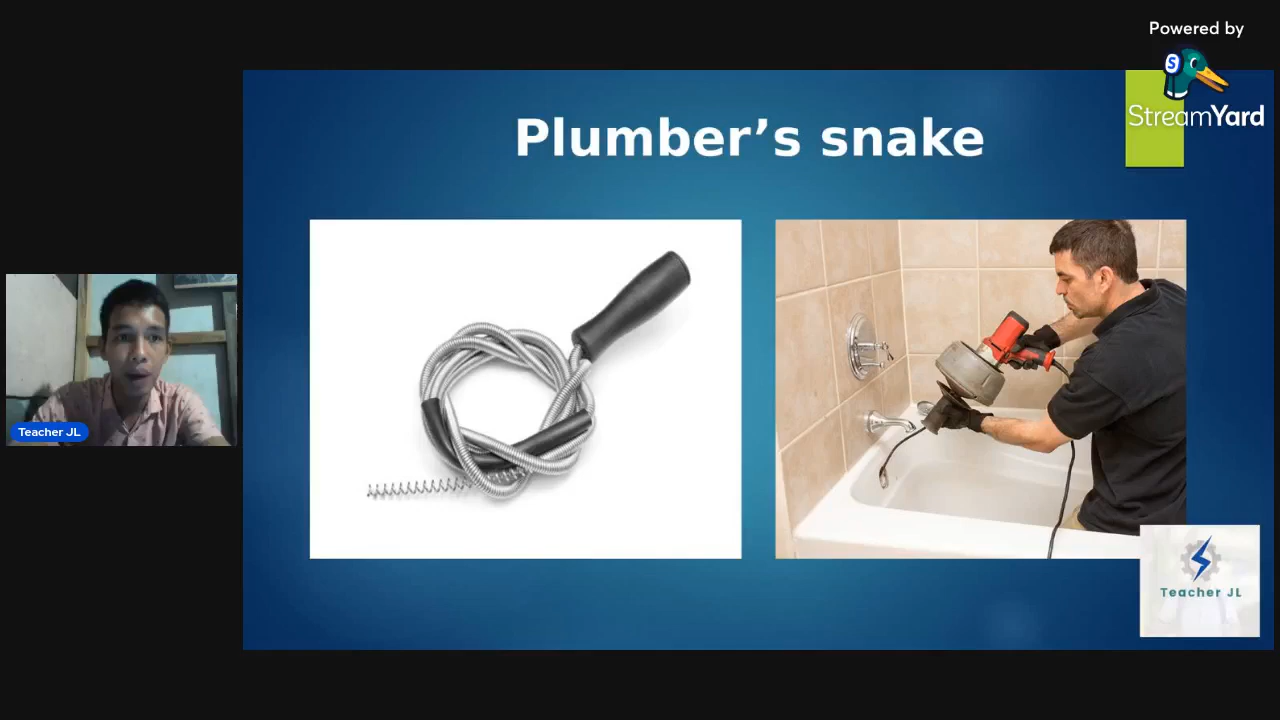 Powered by
S
StreamYard
Plumber’s snake
Teacher JL
Teacher JL